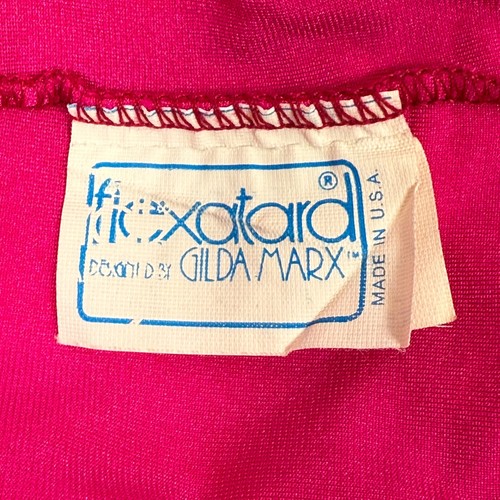 flexatard®
DESIGNED BY GILDA MARX™
MADE IN U.S.A